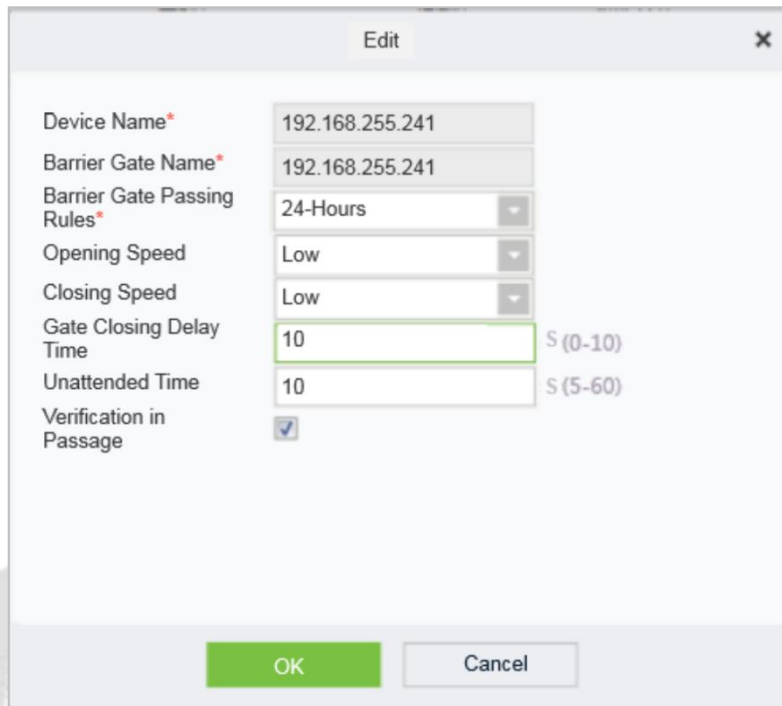 Edit
Device Name* 192.168.255.241
Barrier Gate Name* 192.168.255.241
Barrier Gate Passing
Rules* 24-Hours
Opening Speed Low
Closing Speed Low
Gate Closing Delay
Time 10 S (0-10)
Unattended Time 10 S (5-60)
Verification in
Passage
OK Cancel